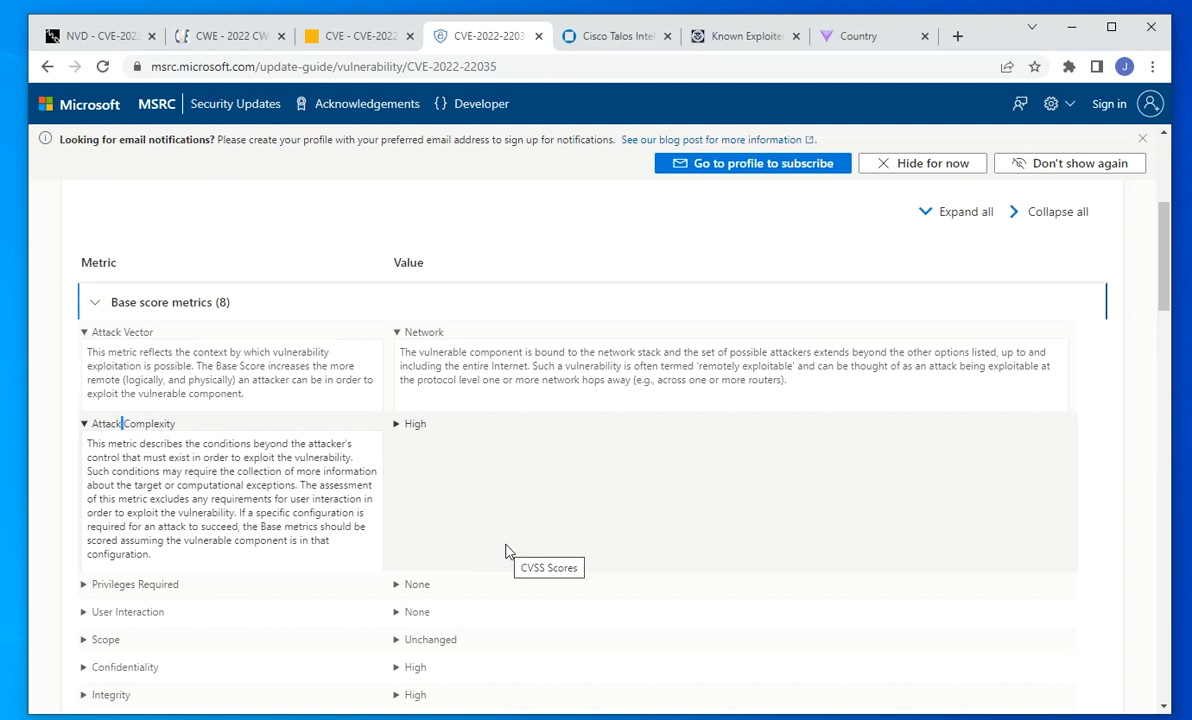 NVD - CVE-202
CWE - 2022 CW
CVE - CVE-2022
CVE-2022-2203
Cisco Talos Inte
Known Exploite
Country
msrc.microsoft.com/update-guide/vulnerability/CVE-2022-22035
J
Microsoft
MSRC
Security Updates
Acknowledgements
Developer
Sign in
Looking for email notifications? Please create your profile with your preferred email address to sign up for notifications. See our blog post for more information.
Go to profile to subscribe
Hide for now
Don't show again
Expand all
Collapse all
Metric
Value
Base score metrics (8)
Attack Vector
Network
This metric reflects the context by which vulnerability
exploitation is possible. The Base Score increases the more
remote (logically, and physically) an attacker can be in order to
exploit the vulnerable component.
The vulnerable component is bound to the network stack and the set of possible attackers extends beyond the other options listed, up to and
including the entire Internet. Such a vulnerability is often termed 'remotely exploitable' and can be thought of as an attack being exploitable at
the protocol level one or more network hops away (e.g., across one or more routers).
Attack Complexity
High
This metric describes the conditions beyond the attacker's
control that must exist in order to exploit the vulnerability.
Such conditions may require the collection of more information
about the target or computational exceptions. The assessment
of this metric excludes any requirements for user interaction in
order to exploit the vulnerability. If a specific configuration is
required for an attack to succeed, the Base metrics should be
scored assuming the vulnerable component is in that
configuration.
CVSS Scores
Privileges Required
None
User Interaction
None
Scope
Unchanged
Confidentiality
High
Integrity
High